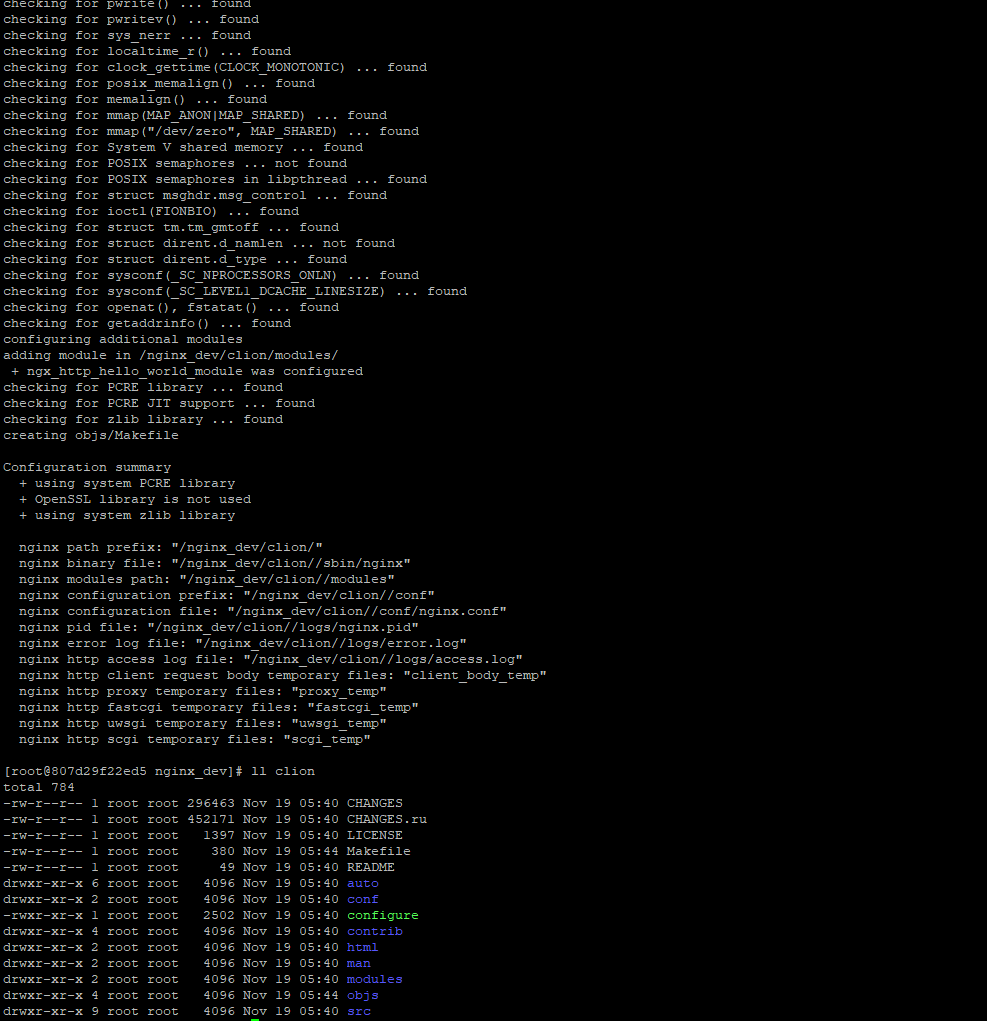 checking for pwrite() ... found
checking for pwritev() ... found
checking for sys_nerr ... found
checking for localtime_r() ... found
checking for clock_gettime(CLOCK_MONOTONIC) ... found
checking for posix_memalign() ... found
checking for memalign() ... found
checking for mmap(MAP_ANON|MAP_SHARED) ... found
checking for mmap("/dev/zero", MAP_SHARED) ... found
checking for System V shared memory ... found
checking for POSIX semaphores ... not found
checking for POSIX semaphores in libpthread ... found
checking for struct msghdr.msg_control ... found
checking for ioctl(FIONBIO) ... found
checking for struct tm.tm_gmtoff ... found
checking for struct dirent.d_namlen ... not found
checking for struct dirent.d_type ... found
checking for sysconf(_SC_NPROCESSORS_ONLN) ... found
checking for sysconf(_SC_LEVEL1_DCACHE_LINESIZE) ... found
checking for openat(), fstatat() ... found
checking for getaddrinfo() ... found
configuring additional modules
adding module in /nginx_dev/clion/modules/
 + ngx_http_hello_world_module was configured
checking for PCRE library ... found
checking for PCRE JIT support ... found
checking for zlib library ... found
creating objs/Makefile

Configuration summary
  + using system PCRE library
  + OpenSSL library is not used
  + using system zlib library

  nginx path prefix: "/nginx_dev/clion/"
  nginx binary file: "/nginx_dev/clion//sbin/nginx"
  nginx modules path: "/nginx_dev/clion//modules"
  nginx configuration prefix: "/nginx_dev/clion//conf"
  nginx configuration file: "/nginx_dev/clion//conf/nginx.conf"
  nginx pid file: "/nginx_dev/clion//logs/nginx.pid"
  nginx error log file: "/nginx_dev/clion//logs/error.log"
  nginx http access log file: "/nginx_dev/clion//logs/access.log"
  nginx http client request body temporary files: "client_body_temp"
  nginx http proxy temporary files: "proxy_temp"
  nginx http fastcgi temporary files: "fastcgi_temp"
  nginx http uwsgi temporary files: "uwsgi_temp"
  nginx http scgi temporary files: "scgi_temp"

[root@807d29f22ed5 nginx_dev]# ll clion
total 784
-rw-r--r-- 1 root root 296463 Nov 19 05:40 CHANGES
-rw-r--r-- 1 root root 452171 Nov 19 05:40 CHANGES.ru
-rw-r--r-- 1 root root   1397 Nov 19 05:40 LICENSE
-rw-r--r-- 1 root root    380 Nov 19 05:44 Makefile
-rw-r--r-- 1 root root     49 Nov 19 05:40 README
drwxr-xr-x 6 root root   4096 Nov 19 05:40 auto
drwxr-xr-x 2 root root   4096 Nov 19 05:40 conf
-rwxr-xr-x 1 root root   2502 Nov 19 05:40 configure
drwxr-xr-x 4 root root   4096 Nov 19 05:40 contrib
drwxr-xr-x 2 root root   4096 Nov 19 05:40 html
drwxr-xr-x 2 root root   4096 Nov 19 05:40 man
drwxr-xr-x 2 root root   4096 Nov 19 05:40 modules
drwxr-xr-x 4 root root   4096 Nov 19 05:44 objs
drwxr-xr-x 9 root root   4096 Nov 19 05:40 src